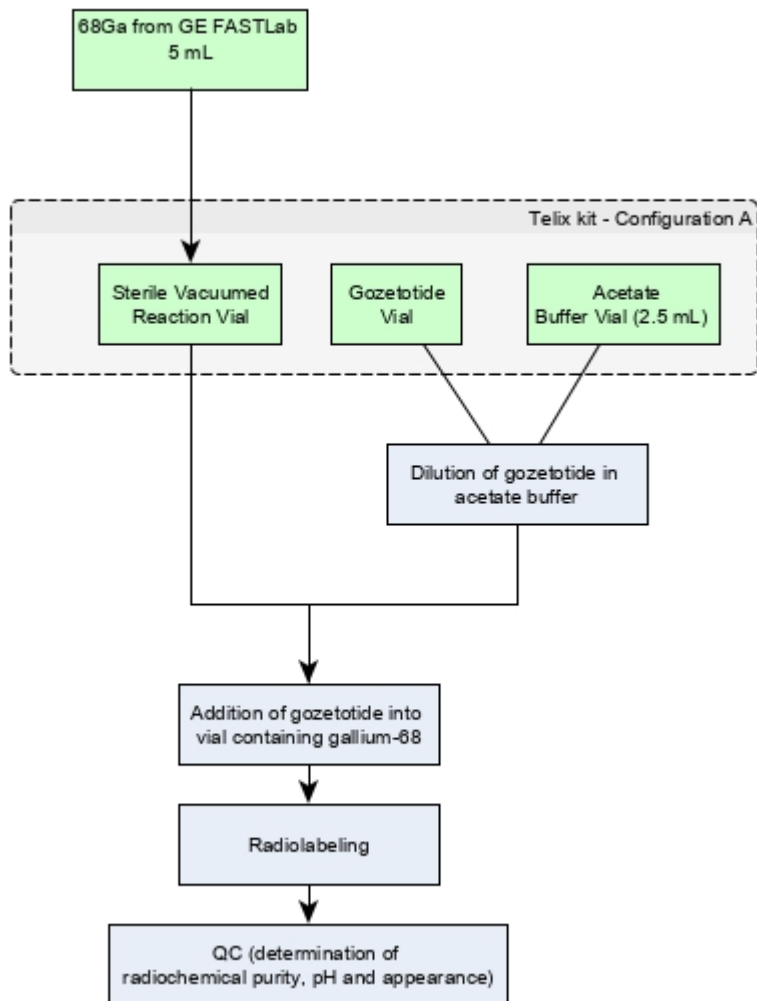 68Ga from GE FASTLab
5 mL
Telix kit - Configuration A
Sterile Vacuumed
Reaction Vial
Gozetotide
Vial
Acetate
Buffer Vial (2.5 mL)
Dilution of gozetotide in
acetate buffer
Addition of gozetotide into
vial containing gallium-68
Radiolabeling
QC (determination of
radiochemical purity, pH and appearance)